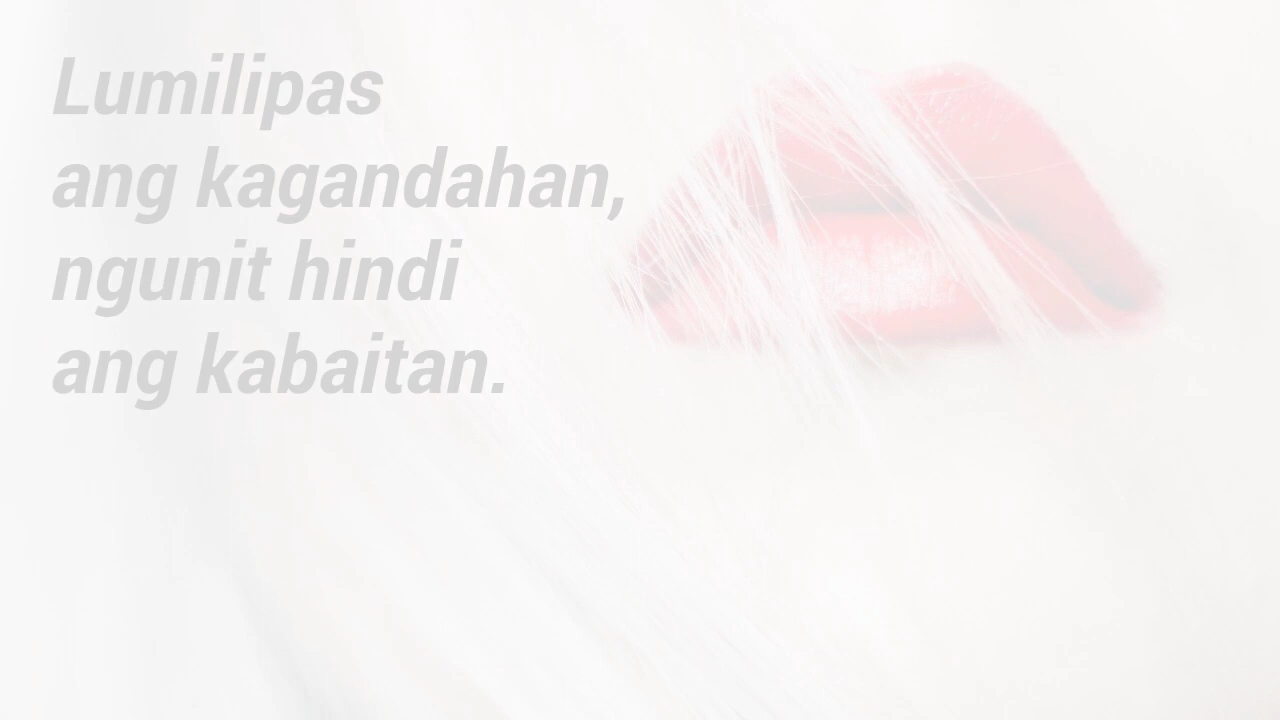 Lumilipas
ang kagandahan,
ngunit hindi
ang kabaitan.